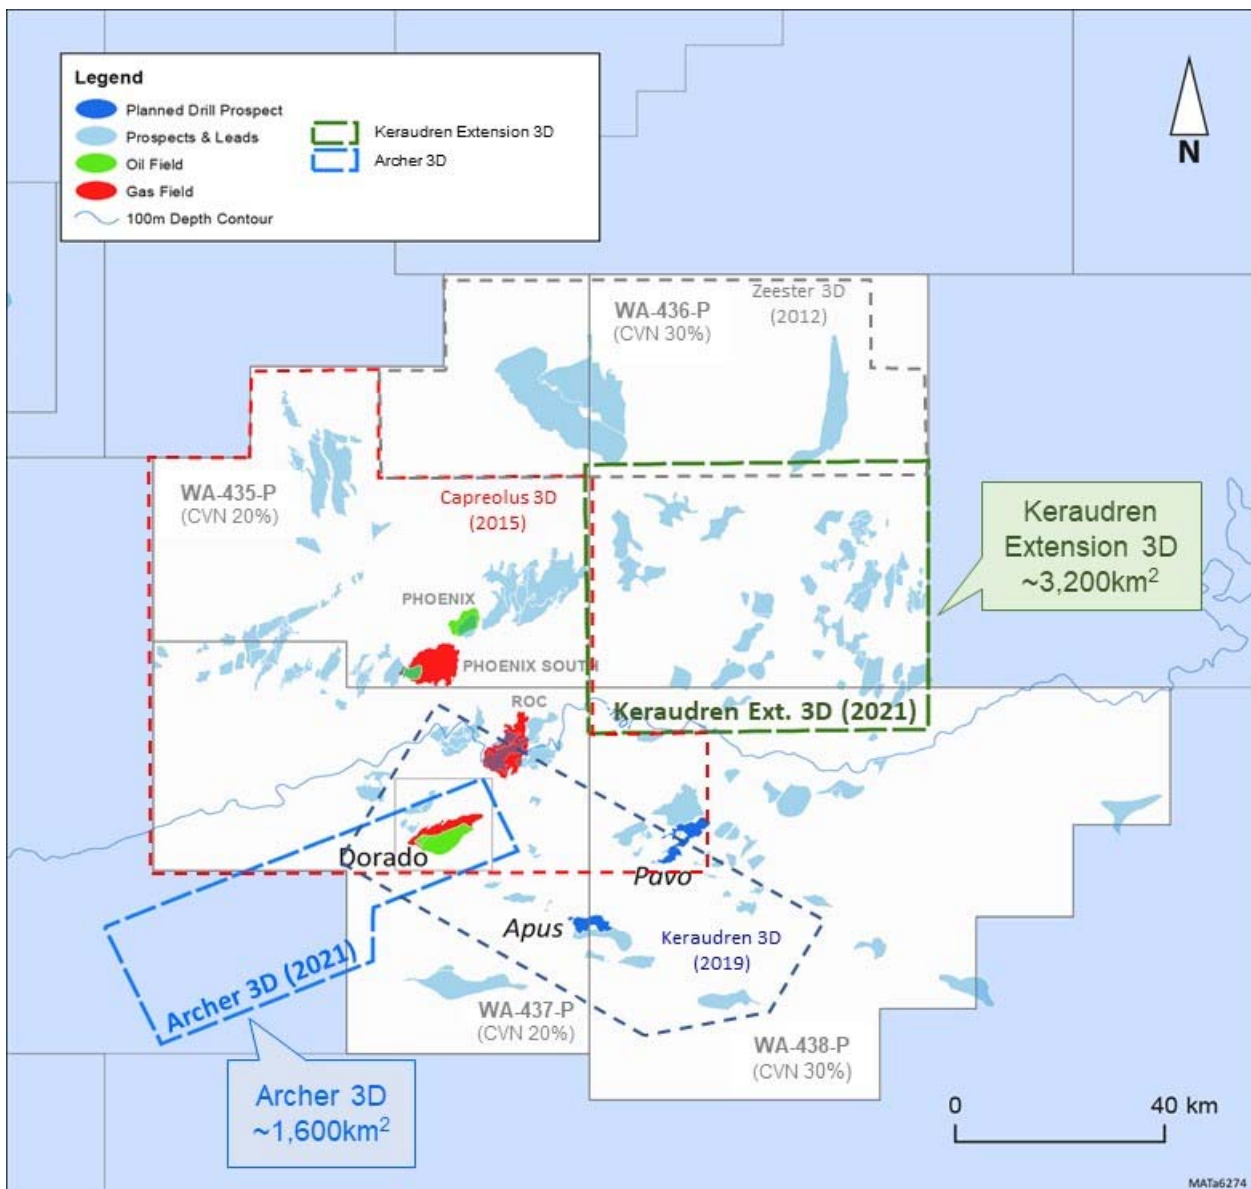 Legend
Planned Drill Prospect
Prospects & Leads
Oil Field
Gas Field
100m Depth Contour
Keraudren Extension 3D
Archer 3D
N
WA-436-P
(CVN 30%)
Zeester 3D
(2012)
WA-435-P
(CVN 20%)
Capreolus 3D
(2015)
Keraudren
Extension 3D
~3,200km²
PHOENIX
PHOENIX SOUTH
ROC
Keraudren Ext. 3D (2021)
Dorado
Pavo
Apus
Keraudren 3D
(2019)
Archer 3D (2021)
WA-437-P
(CVN 20%)
WA-438-P
(CVN 30%)
Archer 3D
~1,600km²
0 40 km
MATa6274